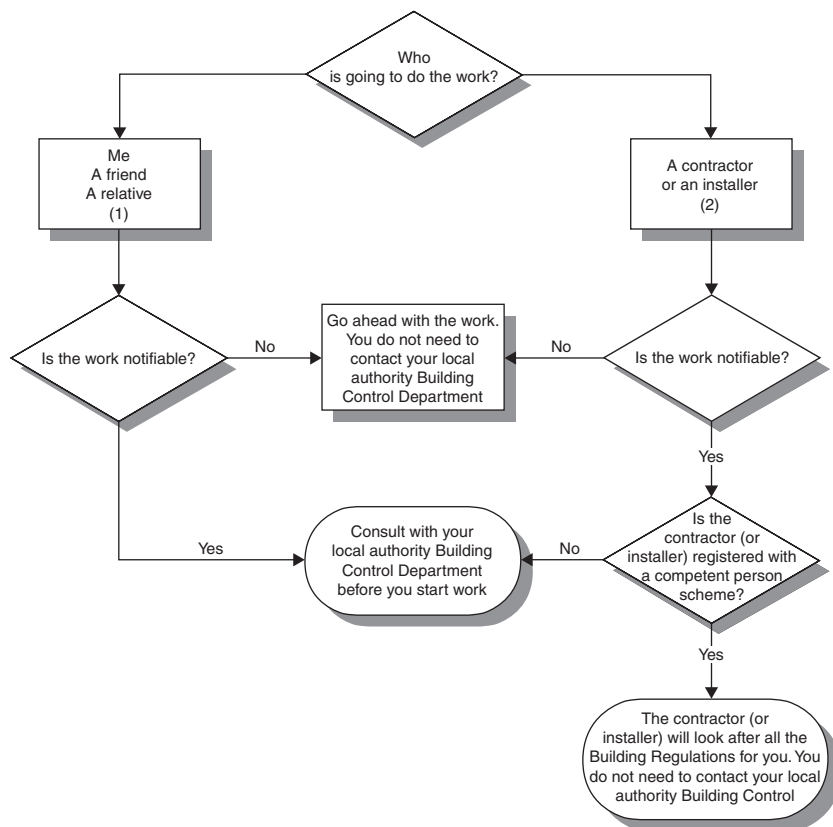 Who
is going to do the work?
Me
A friend
A relative
(1)
A contractor
or an installer
(2)
Is the work notifiable?
No
Go ahead with the work.
You do not need to
contact your local
authority Building
Control Department
No
Is the work notifiable?
Yes
Yes
Consult with your
local authority Building
Control Department
before you start work
No
Is the
contractor (or
installer) registered with
a competent person
scheme?
Yes
The contractor (or
installer) will look after all the
Building Regulations for you. You
do not need to contact your local
authority Building Control